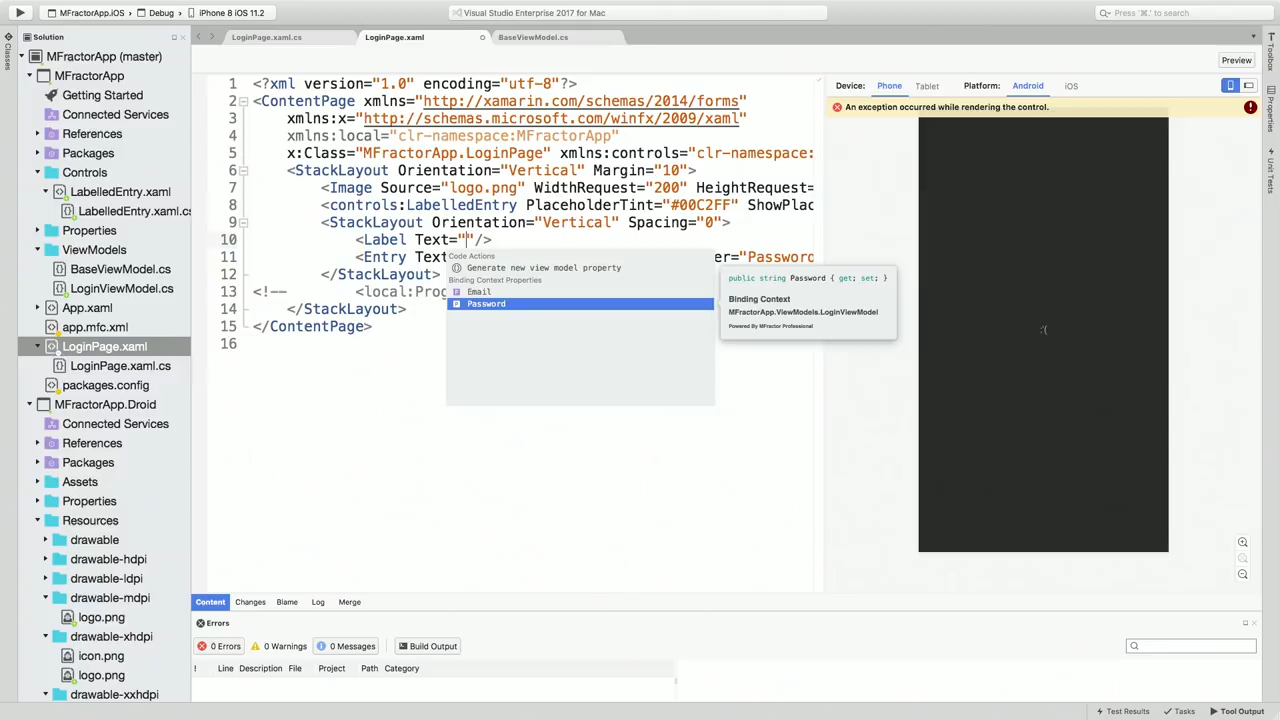 MFractorApp.iOS
Debug
iPhone 8 iOS 11.2
Visual Studio Enterprise 2017 for Mac
Press '⌘.' to search
Classes
Solution
LoginPage.xaml.cs
LoginPage.xaml
BaseViewModel.cs
MFractorApp (master)
MFractorApp
Getting Started
Connected Services
References
Packages
Controls
LabelledEntry.xaml
LabelledEntry.xaml.cs
Properties
ViewModels
BaseViewModel.cs
LoginViewModel.cs
App.xaml
app.mfc.xml
LoginPage.xaml
LoginPage.xaml.cs
packages.config
MFractorApp.Droid
Connected Services
References
Packages
Assets
Properties
Resources
drawable
drawable-hdpi
drawable-ldpi
drawable-mdpi
logo.png
drawable-xhdpi
icon.png
logo.png
drawable-xxhdpi
1 <?xml version="1.0" encoding="utf-8"?>
2 <ContentPage xmlns="http://xamarin.com/schemas/2014/forms"
3 xmlns:x="http://schemas.microsoft.com/winfx/2009/xaml"
4 xmlns:local="clr-namespace:MFractorApp"
5 x:Class="MFractorApp.LoginPage" xmlns:controls="clr-namespace:
6 <StackLayout Orientation="Vertical" Margin="10">
7 <Image Source="logo.png" WidthRequest="200" HeightRequest=
8 <controls:LabelledEntry PlaceholderTint="#00C2FF" ShowPlac
9 <StackLayout Orientation="Vertical" Spacing="0">
10 <Label Text=""/>
11 <Entry Text er="Password
12 </StackLayout>
13 <!-- <local:Prog
14 </StackLayout>
15 </ContentPage>
16
Code Actions
Generate new view model property
Binding Context Properties
Email
Password
public string Password { get; set; }
Binding Context
MFractorApp.ViewModels.LoginViewModel
Powered By MFractor Professional
Preview
Device: Phone Tablet Platform: Android iOS
An exception occurred while rendering the control.
:'(
Toolbox
Properties
Unit Tests
Content Changes Blame Log Merge
Errors
0 Errors 0 Warnings 0 Messages Build Output
! Line Description File Project Path Category
Test Results Tasks Tool Output